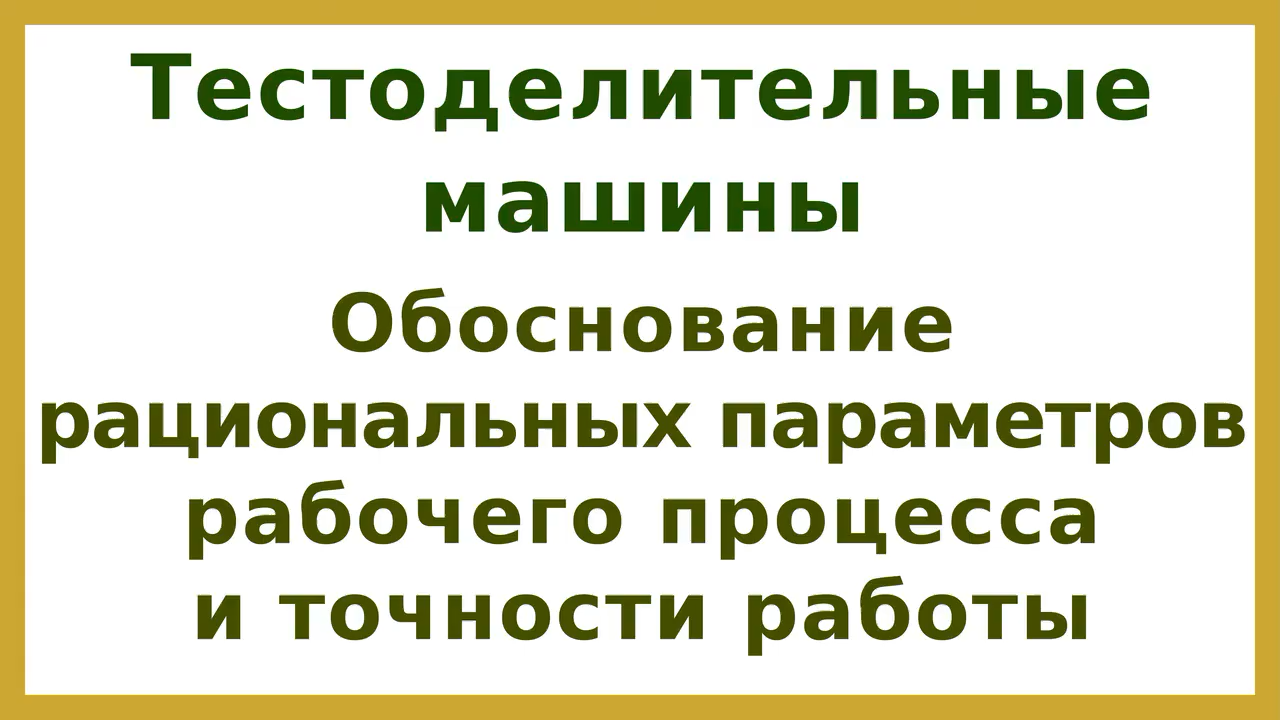 Тестоделительные
машины
Обоснование
рациональных параметров
рабочего процесса
и точности работы